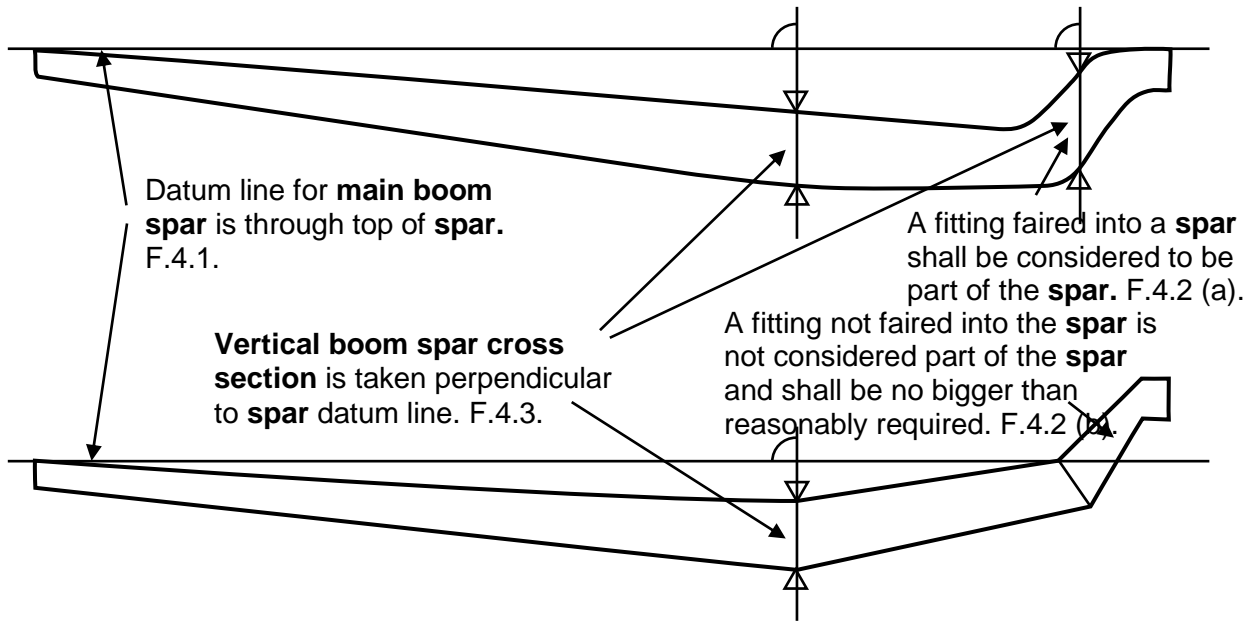 Datum line for main boom
spar is through top of spar.
F.4.1.
A fitting faired into a spar
shall be considered to be
part of the spar. F.4.2 (a).
A fitting not faired into the spar is
not considered part of the spar
and shall be no bigger than
reasonably required. F.4.2 (b).
Vertical boom spar cross
section is taken perpendicular
to spar datum line. F.4.3.